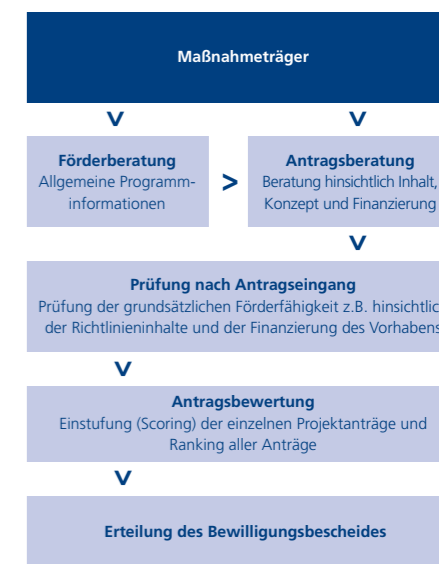 Maßnahmeträger
V
V
Förderberatung
Allgemeine Programm-
informationen
>
Antragsberatung
Beratung hinsichtlich Inhalt,
Konzept und Finanzierung
V
Prüfung nach Antragseingang
Prüfung der grundsätzlichen Förderfähigkeit z.B. hinsichtlic
der Richtlinieninhalte und der Finanzierung des Vorhabens
V
Antragsbewertung
Einstufung (Scoring) der einzelnen Projektanträge und
Ranking aller Anträge
V
Erteilung des Bewilligungsbescheides